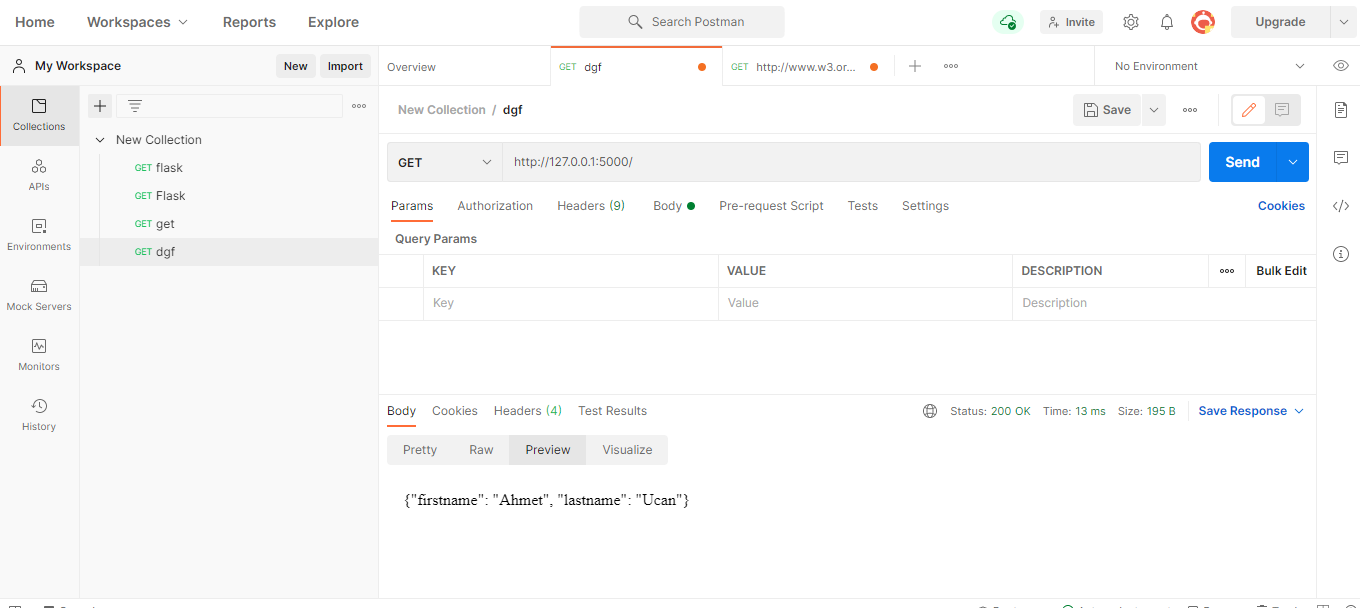 Home Workspaces Reports Explore Search Postman Invite Upgrade
My Workspace New Import Overview GET dgf GET http://www.w3.or... No Environment
Collections
APIs
Environments
Mock Servers
Monitors
History
New Collection
GET flask
GET Flask
GET get
GET dgf
New Collection / dgf Save
GET http://127.0.0.1:5000/ Send
Params Authorization Headers (9) Body Pre-request Script Tests Settings Cookies
Query Params
KEY VALUE DESCRIPTION Bulk Edit
Key Value Description
Body Cookies Headers (4) Test Results Status: 200 OK Time: 13 ms Size: 195 B Save Response
Pretty Raw Preview Visualize
{"firstname": "Ahmet", "lastname": "Ucan"}